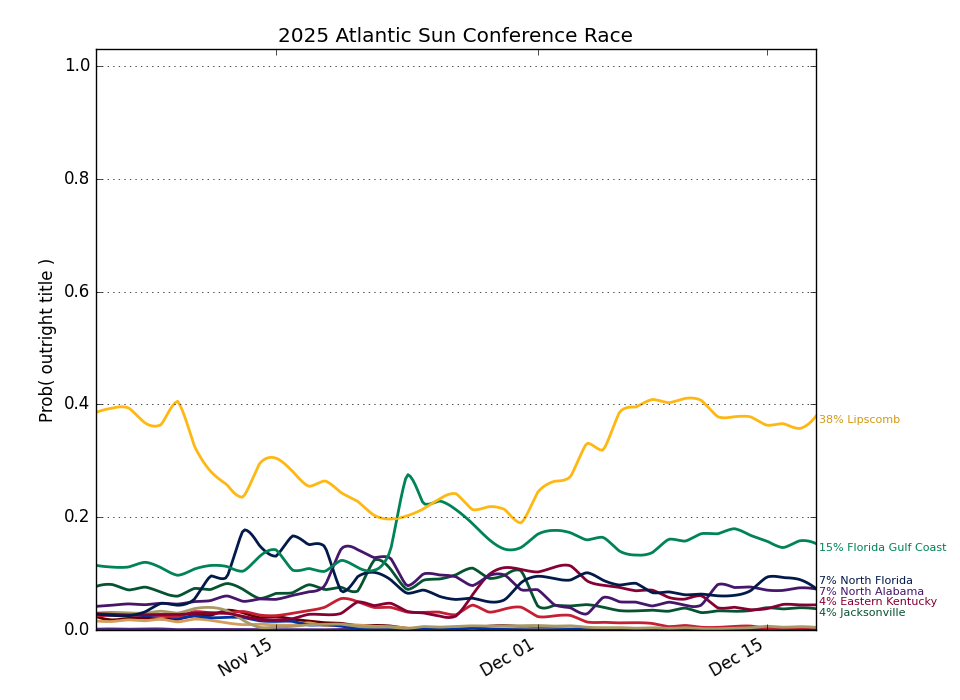 2025 Atlantic Sun Conference Race
Prob( outright title )
1.0
0.8
0.6
0.4
0.2
0.0
38% Lipscomb
15% Florida Gulf Coast
7% North Florida
7% North Alabama
4% Eastern Kentucky
4% Jacksonville
Nov 15
Dec 01
Dec 15